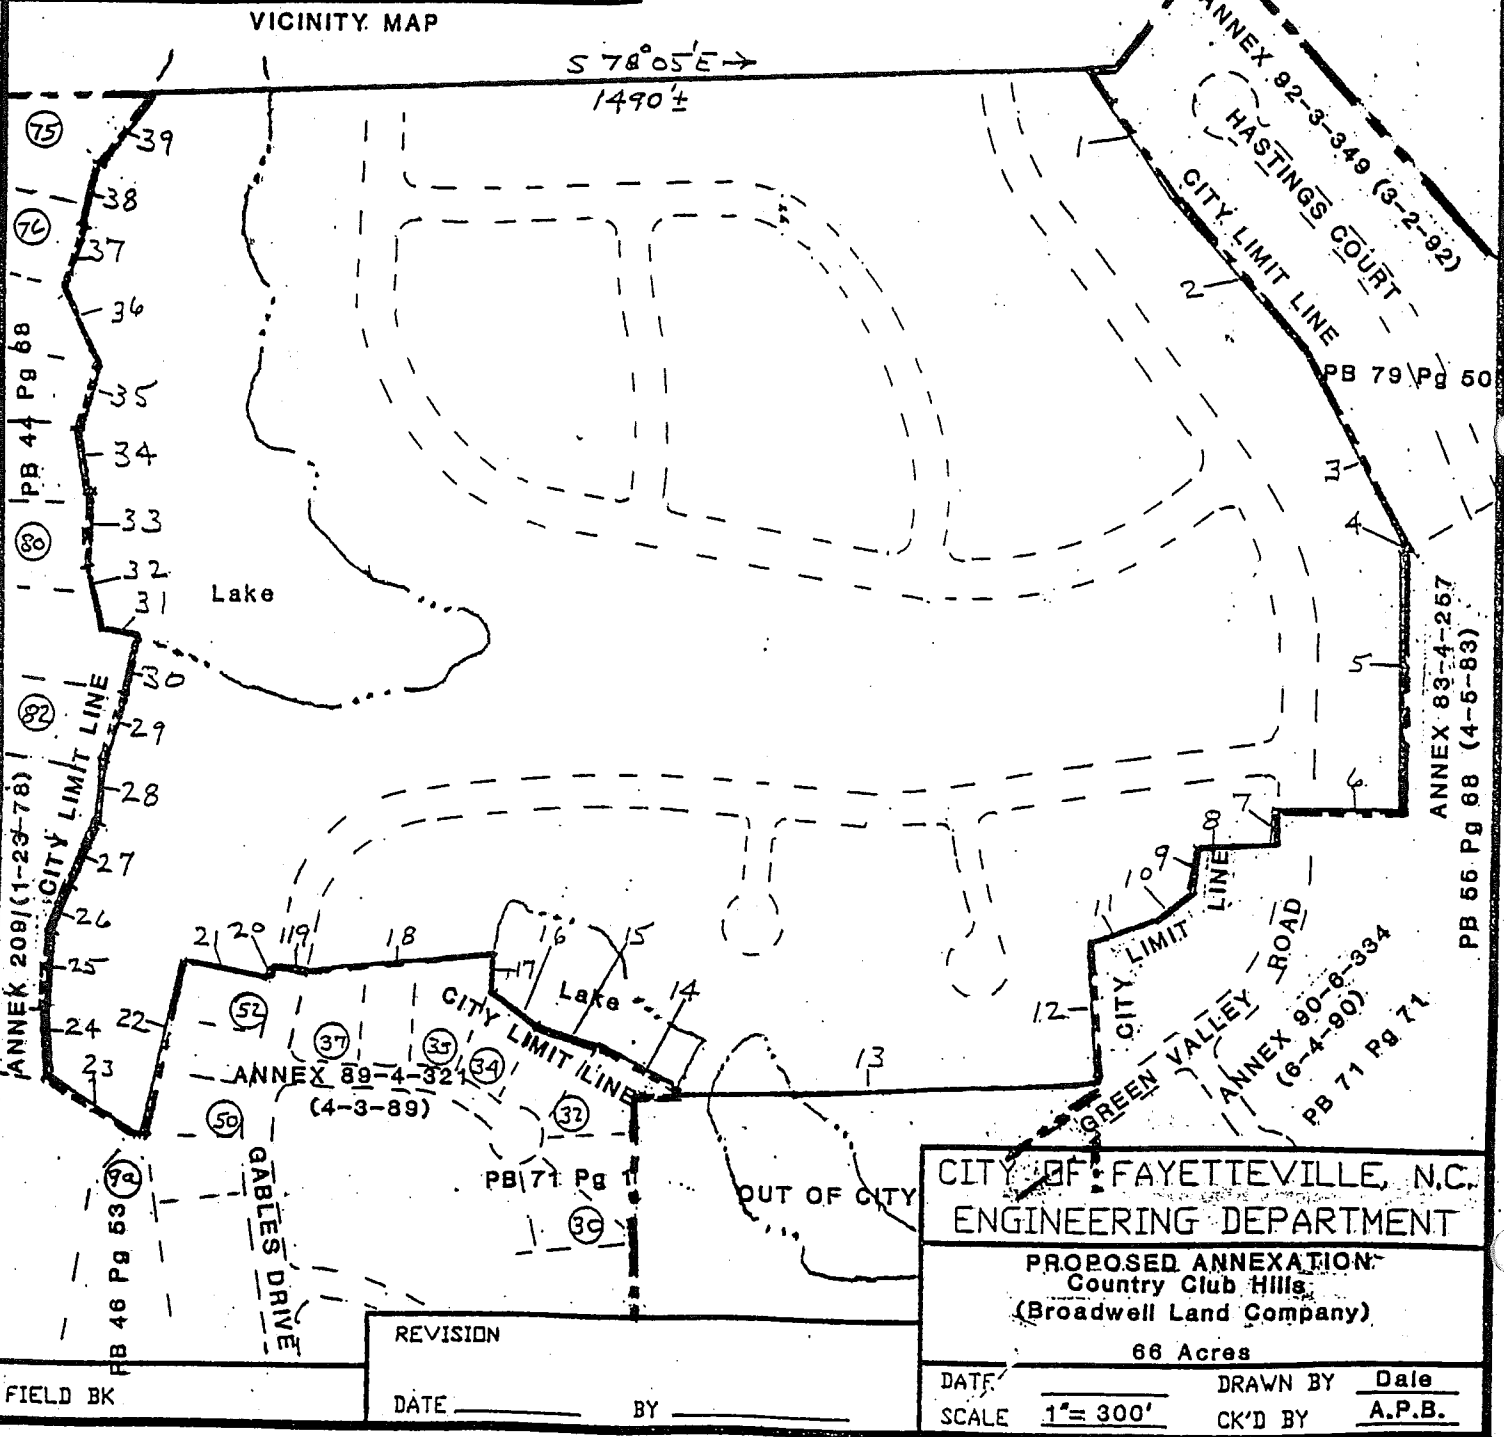 VICINITY MAP
S 78° 05' E →
1490' ±
ANNEX 92-3-349 (3-2-92)
HASTINGS COURT
CITY LIMIT LINE
PB 79 Pg 50
75
76
80
82
PB 44 Pg 68
39
38
37
36
35
34
33
32
31
30
29
28
27
26
25
24
23
22
21
20
19
18
17
16
15
14
13
12
11
10
9
8
7
6
5
4
3
2
1
Lake
CITY LIMIT LINE
ANNEX 209 (1-23-78)
ANNEX 83-4-257
(4-5-83)
PB 55 Pg 68
Lake
CITY LIMIT LINE
CITY LIMIT LINE
52
37
35
34
50
32
30
ANNEX 89-4-321
(4-3-89)
PB 71 Pg 1
GABLES DRIVE
PB 46 Pg 53
GREEN VALLEY ROAD
ANNEX 90-6-334
(6-4-90)
PB 71 Pg 71
OUT OF CITY
CITY OF FAYETTEVILLE, N.C.
ENGINEERING DEPARTMENT
PROPOSED ANNEXATION
Country Club Hills
(Broadwell Land Company)
66 Acres
REVISION
DATE BY
FIELD BK
DATE
DRAWN BY Dale
SCALE 1"= 300'
CK'D BY A.P.B.